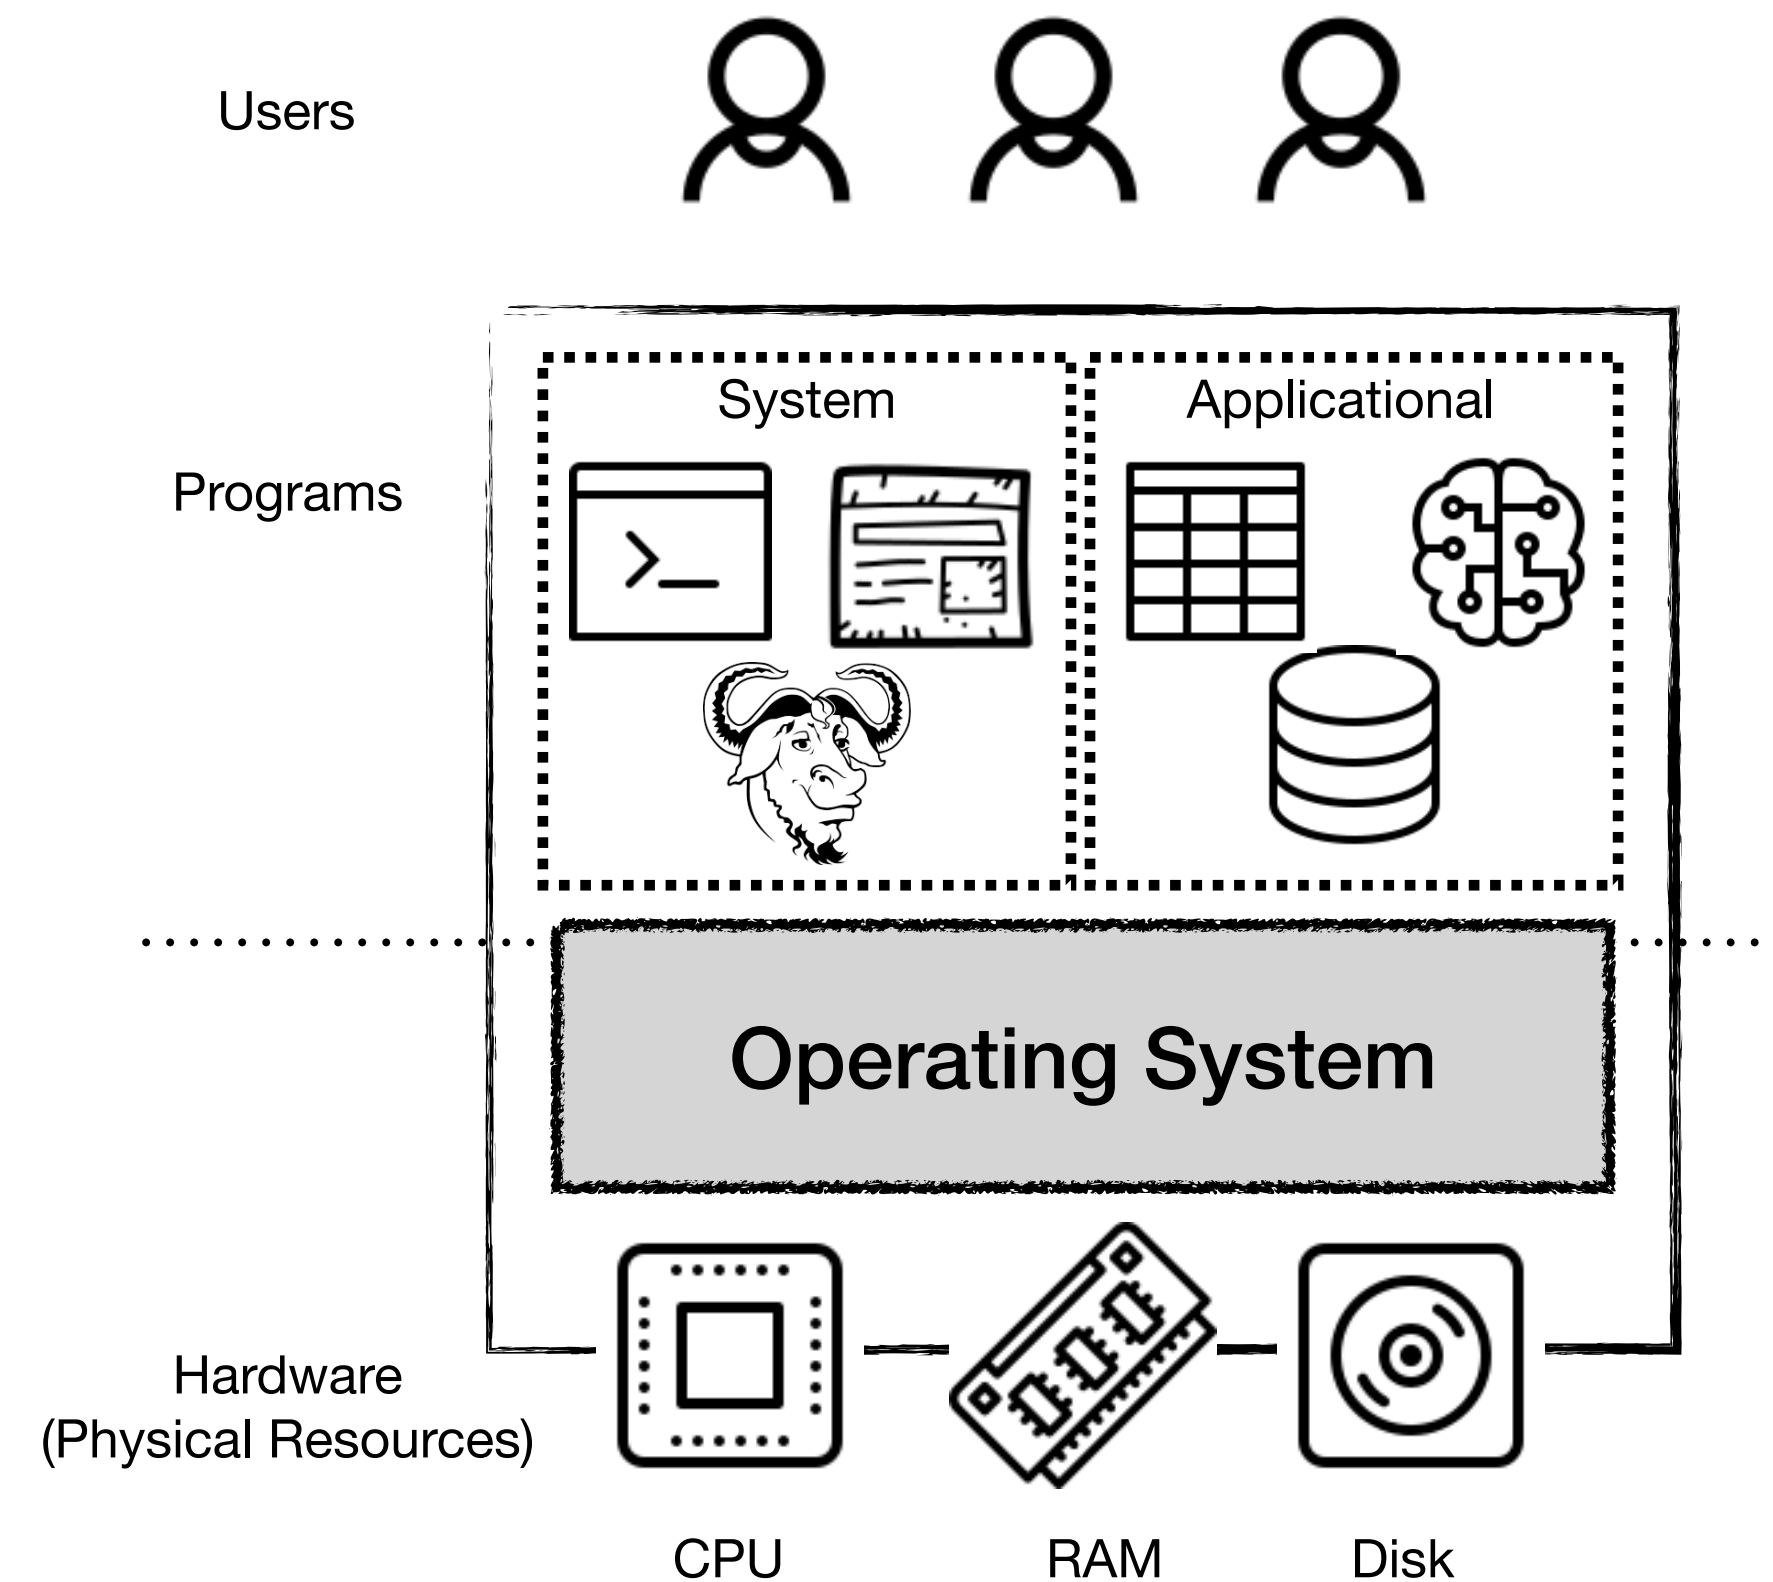 Users
Programs
System
Applicational
>_
Operating System
Hardware
(Physical Resources)
CPU
RAM
Disk